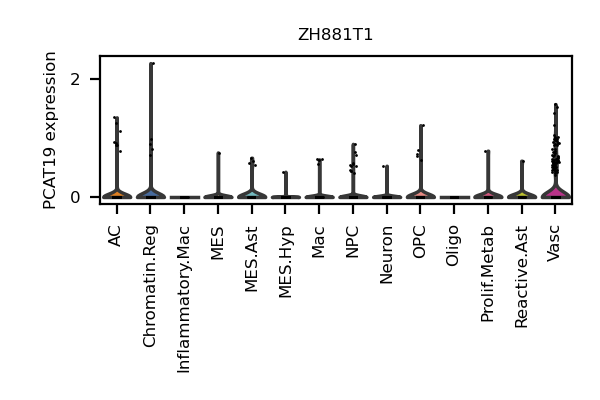 ZH881T1
PCAT19 expression
2
0
AC
Chromatin.Reg
Inflammatory.Mac
MES
MES.Ast
MES.Hyp
Mac
NPC
Neuron
OPC
Oligo
Prolif.Metab
Reactive.Ast
Vasc